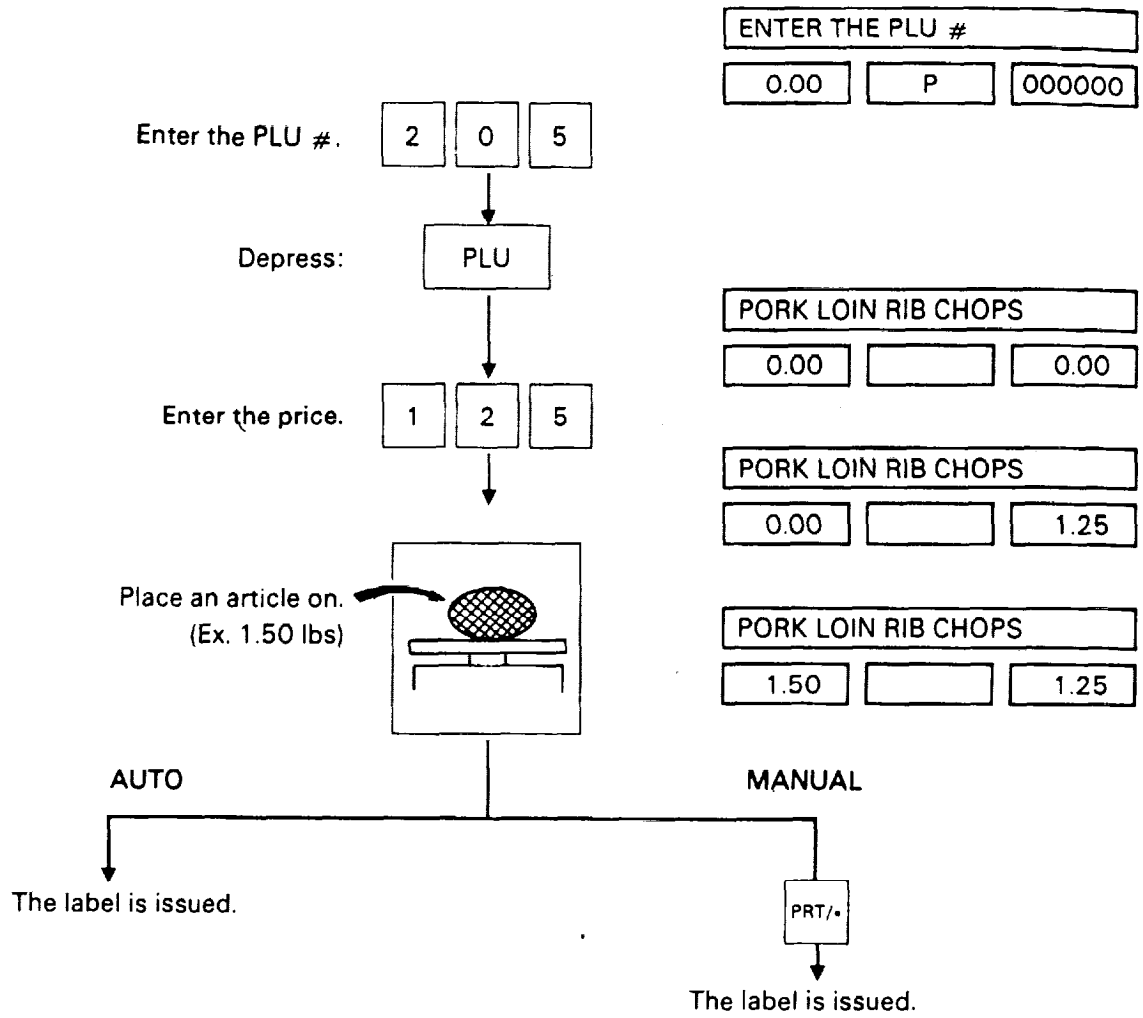 ENTER THE PLU #
0.00 P 000000
Enter the PLU #. 2 0 5
Depress: PLU
PORK LOIN RIB CHOPS
0.00 0.00
Enter the price. 1 2 5
PORK LOIN RIB CHOPS
0.00 1.25
Place an article on.
(Ex. 1.50 lbs)
PORK LOIN RIB CHOPS
1.50 1.25
AUTO MANUAL
The label is issued.
PRT/*
The label is issued.